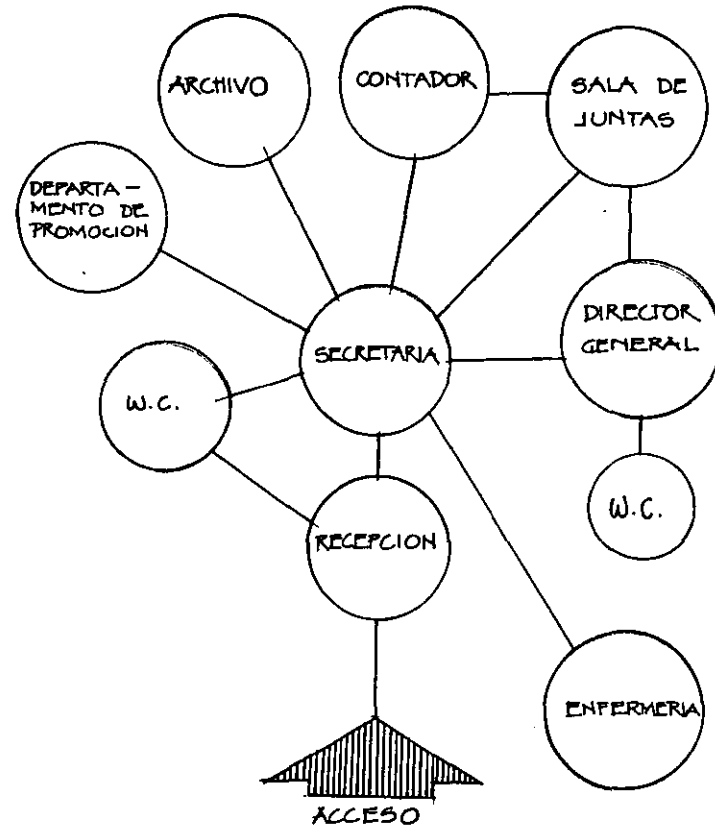 ARCHIVO
CONTADOR
SALA DE
JUNTAS
DEPARTA-
MENTO DE
PROMOCION
DIRECTOR
GENERAL
SECRETARIA
W.C.
W.C.
RECEPCION
ENFERMERIA
ACCESO